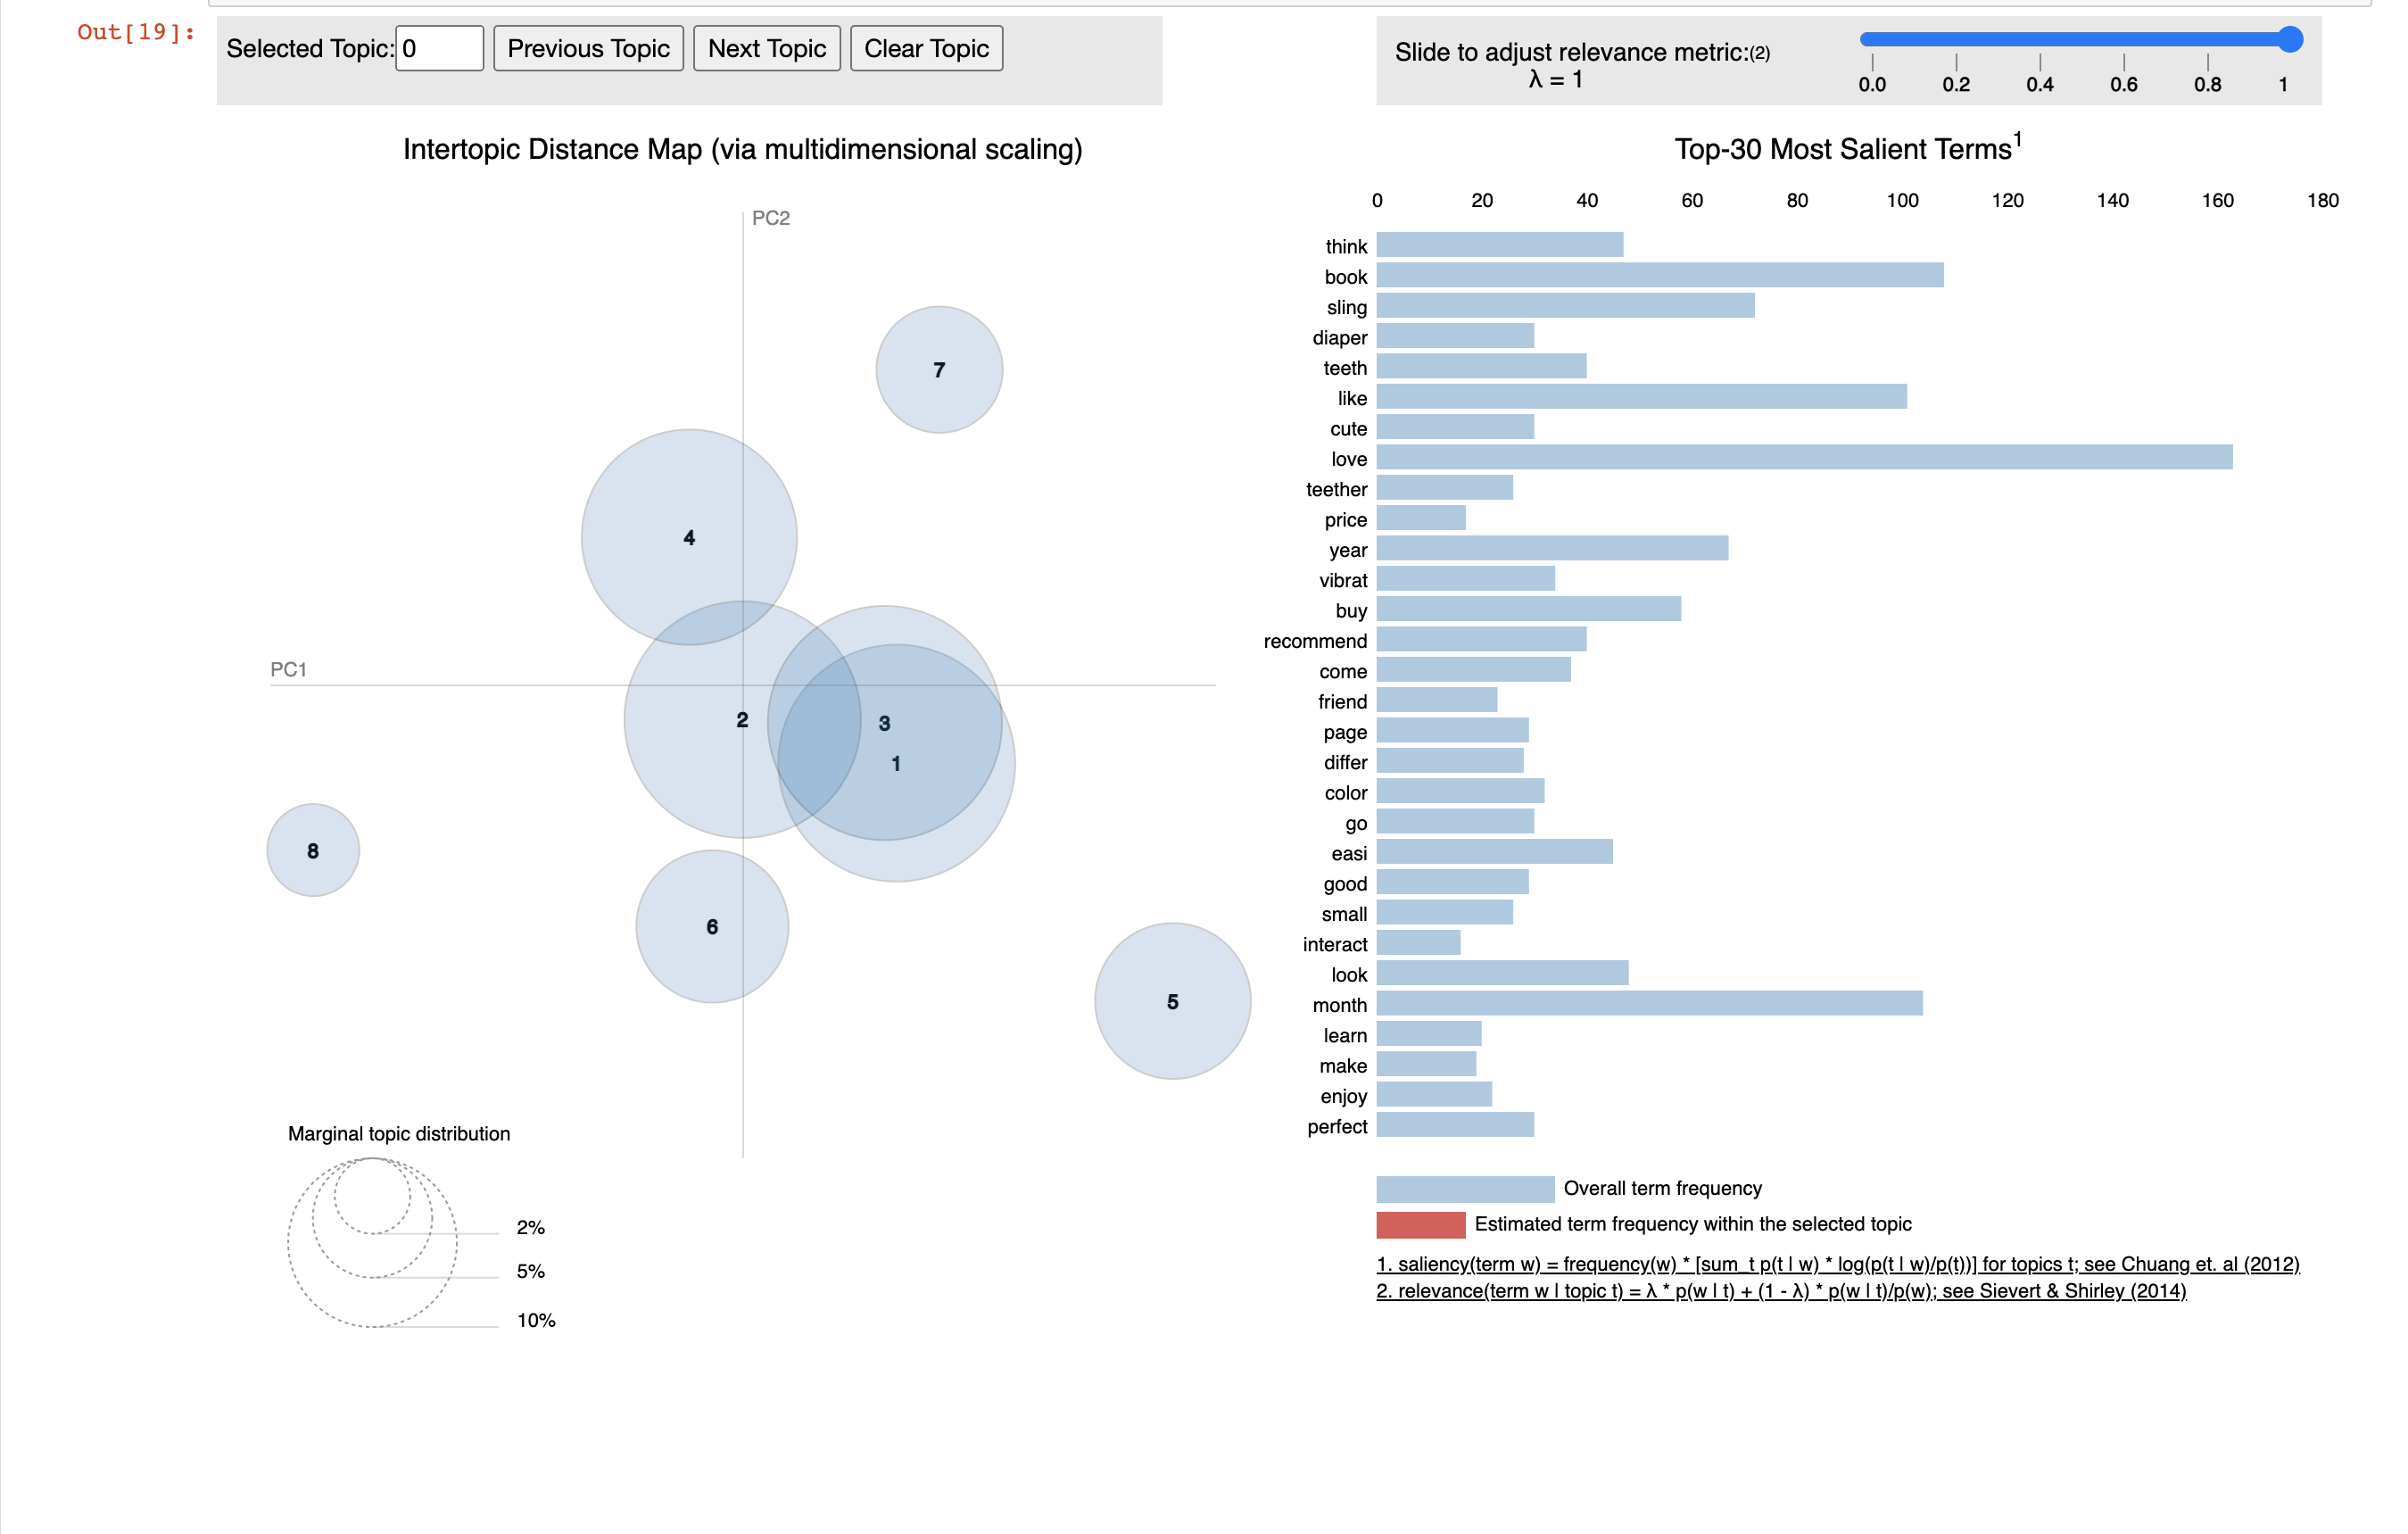 Out[19]:
Selected Topic: 0 Previous Topic Next Topic Clear Topic
Slide to adjust relevance metric:(2)
λ = 1
0.0 0.2 0.4 0.6 0.8 1
Intertopic Distance Map (via multidimensional scaling)
PC2
PC1
7
4
2
3
1
8
6
5
Marginal topic distribution
2%
5%
10%
Top-30 Most Salient Terms1
0 20 40 60 80 100 120 140 160 180
think
book
sling
diaper
teeth
like
cute
love
teether
price
year
vibrat
buy
recommend
come
friend
page
differ
color
go
easi
good
small
interact
look
month
learn
make
enjoy
perfect
Overall term frequency
Estimated term frequency within the selected topic
1. saliency(term w) = frequency(w) * [sum_t p(t | w) * log(p(t | w)/p(t))] for topics t; see Chuang et. al (2012)
2. relevance(term w | topic t) = λ * p(w | t) + (1 - λ) * p(w | t)/p(w); see Sievert & Shirley (2014)